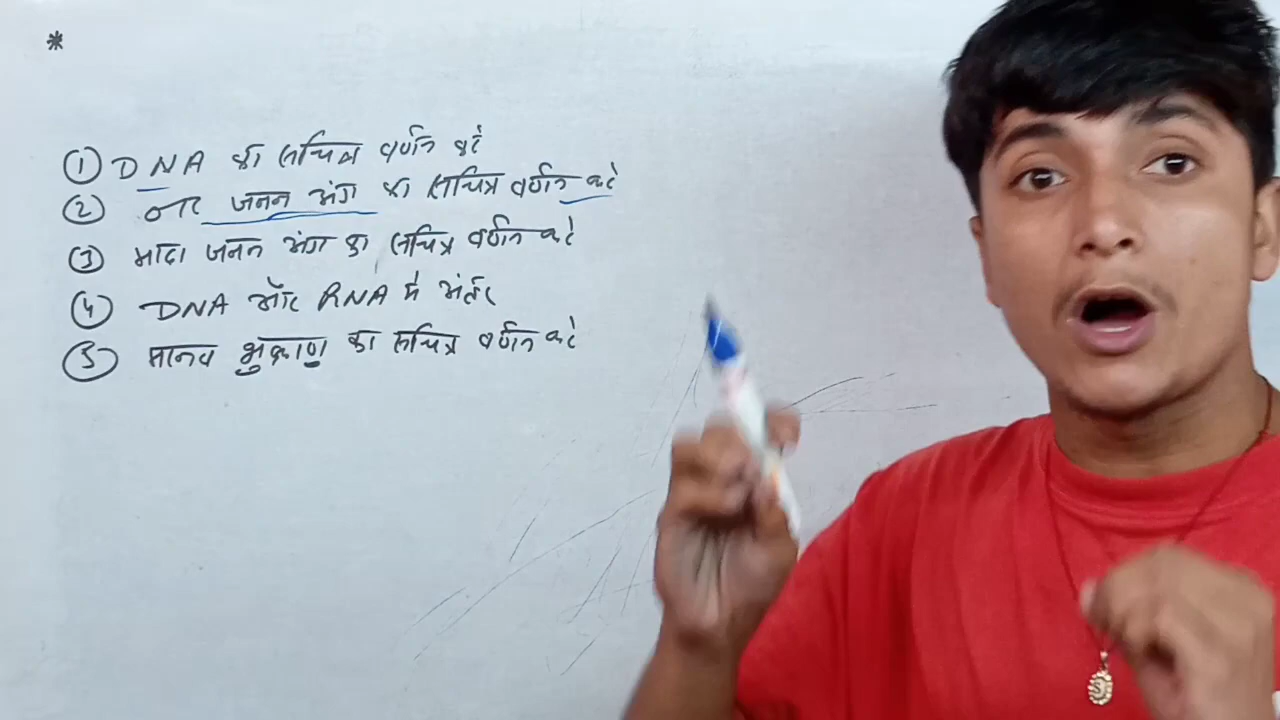 *
① DNA का सचित्र वर्णन करें
② नर जनन अंग का सचित्र वर्णन करें
③ मादा जनन अंग का सचित्र वर्णन करें
④ DNA और RNA में अंतर
⑤ मानव का सचित्र वर्णन करें